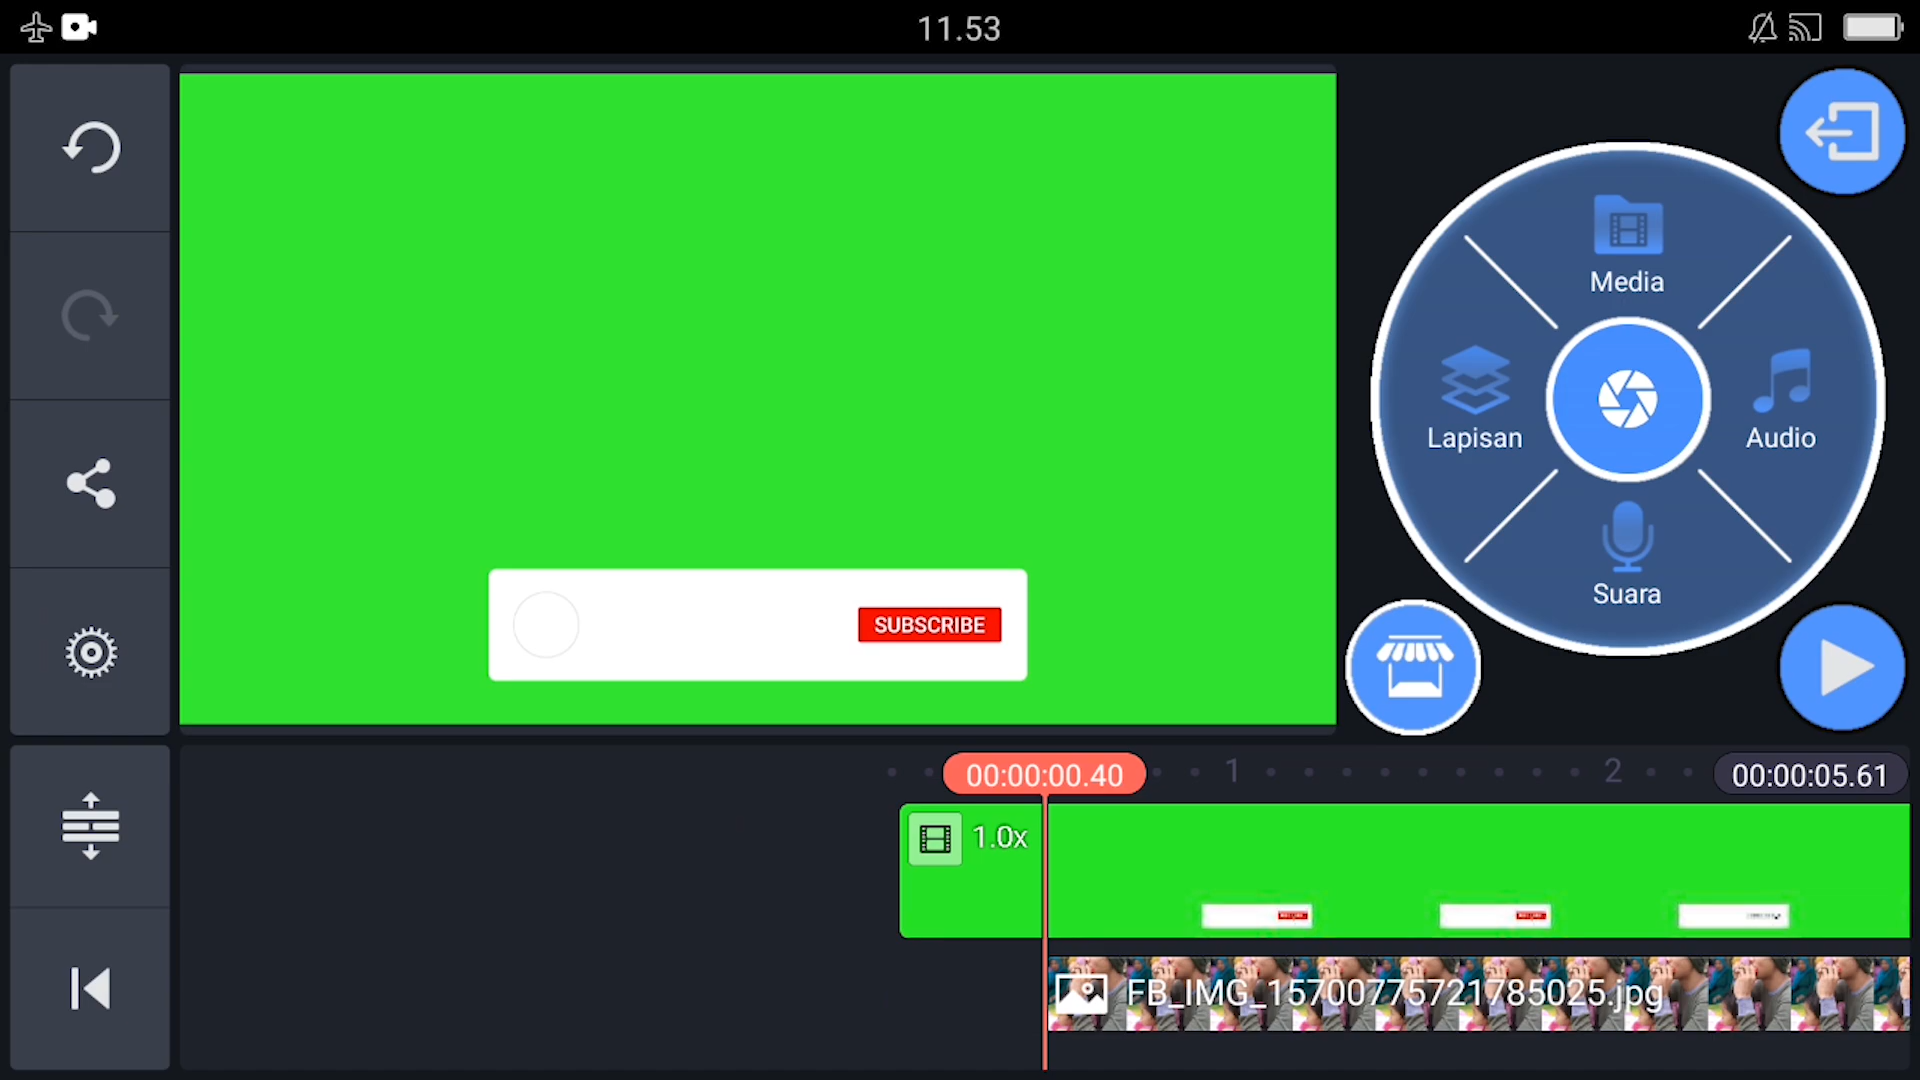 11.53
Media
Lapisan
Audio
Suara
SUBSCRIBE
00:00:00.40
1
2
00:00:05.61
1.0x
FB_IMG_15700775721785025.jpg